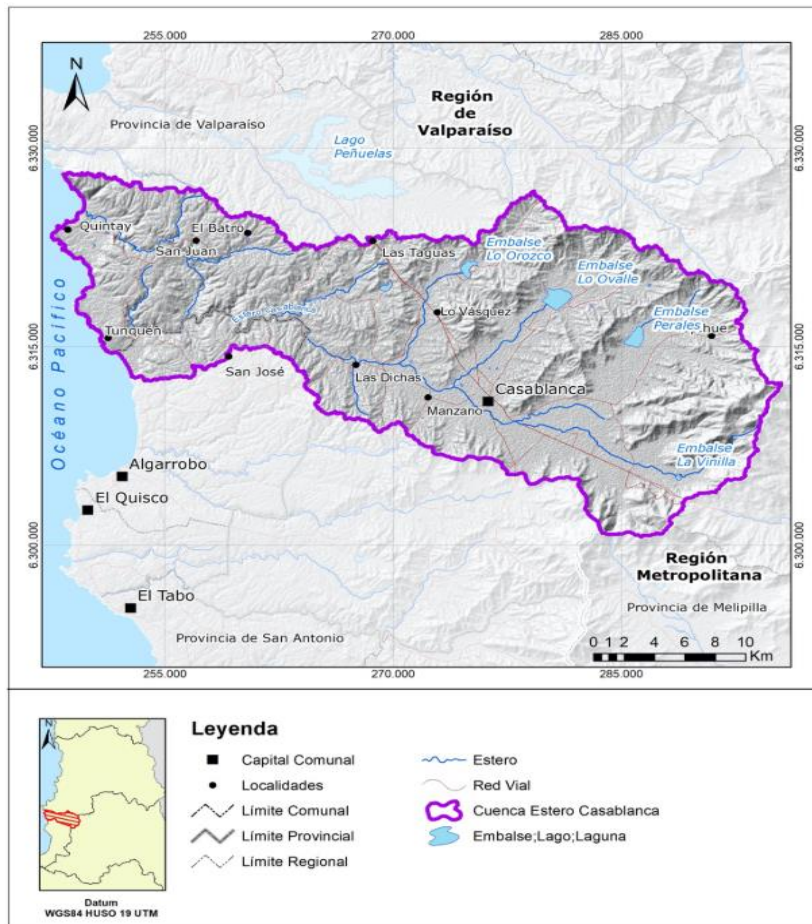 255.000
270.000
285.000
N
Región
de
Valparaíso
Provincia de Valparaíso
Lago
Peñuelas
6.330.000
6.330.000
Quintay
El Batro
San Juan
Las Taguas
Embalse
Lo Orozco
Embalse
Lo Ovalle
Embalse
Perales
Estero Casablanca
Lo Vásquez
Océano Pacífico
Tunquén
6.315.000
6.315.000
San José
Las Dichas
Casablanca
Manzano
Embalse
La Vinilla
Algarrobo
El Quisco
6.300.000
6.300.000
Región
Metropolitana
El Tabo
Provincia de Melipilla
Provincia de San Antonio
0 1 2 4 6 8 10
Km
255.000
270.000
285.000
N
Leyenda
Capital Comunal
Localidades
Límite Comunal
Límite Provincial
Límite Regional
Estero
Red Vial
Cuenca Estero Casablanca
Embalse;Lago;Laguna
Datum
WGS84 HUSO 19 UTM